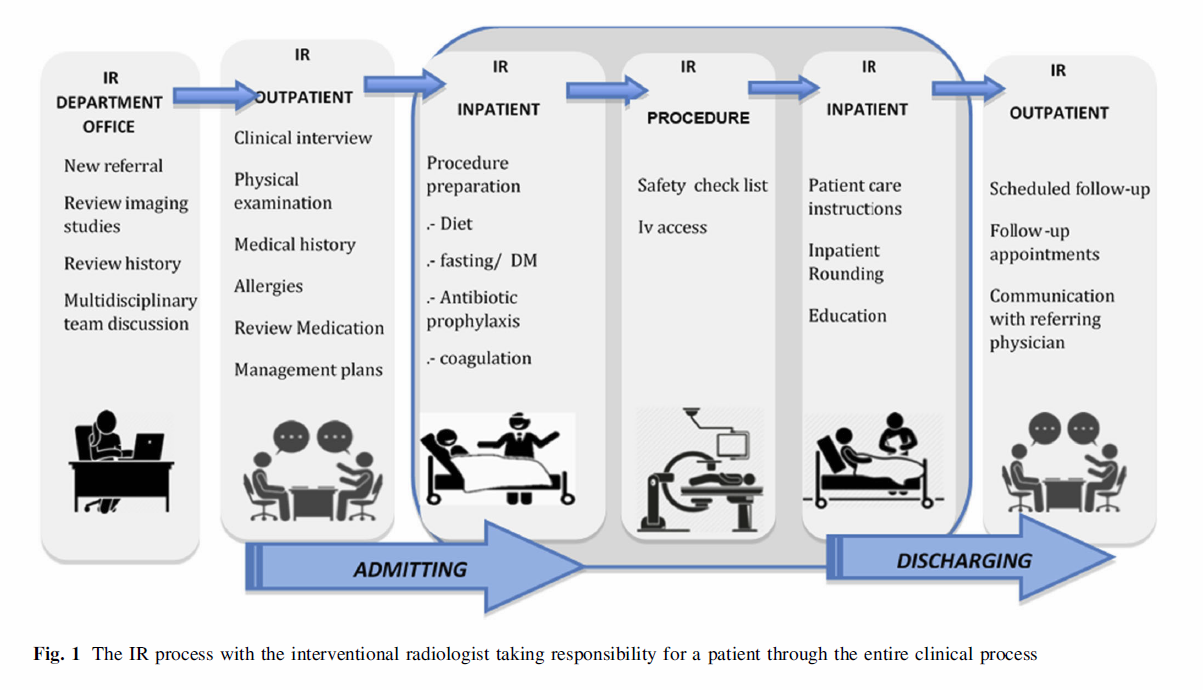 IR
DEPARTMENT
OFFICE
New referral
Review imaging
studies
Review history
Multidisciplinary
team discussion
IR
OUTPATIENT
Clinical interview
Physical
examination
Medical history
Allergies
Review Medication
Management plans
IR
INPATIENT
Procedure
preparation
.- Diet
.- fasting/ DM
.- Antibiotic
prophylaxis
.- coagulation
IR
PROCEDURE
Safety check list
Iv access
IR
INPATIENT
Patient care
instructions
Inpatient
Rounding
Education
IR
OUTPATIENT
Scheduled follow-up
Follow-up
appointments
Communication
with referring
physician
ADMITTING
DISCHARGING
Fig. 1 The IR process with the interventional radiologist taking responsibility for a patient through the entire clinical process